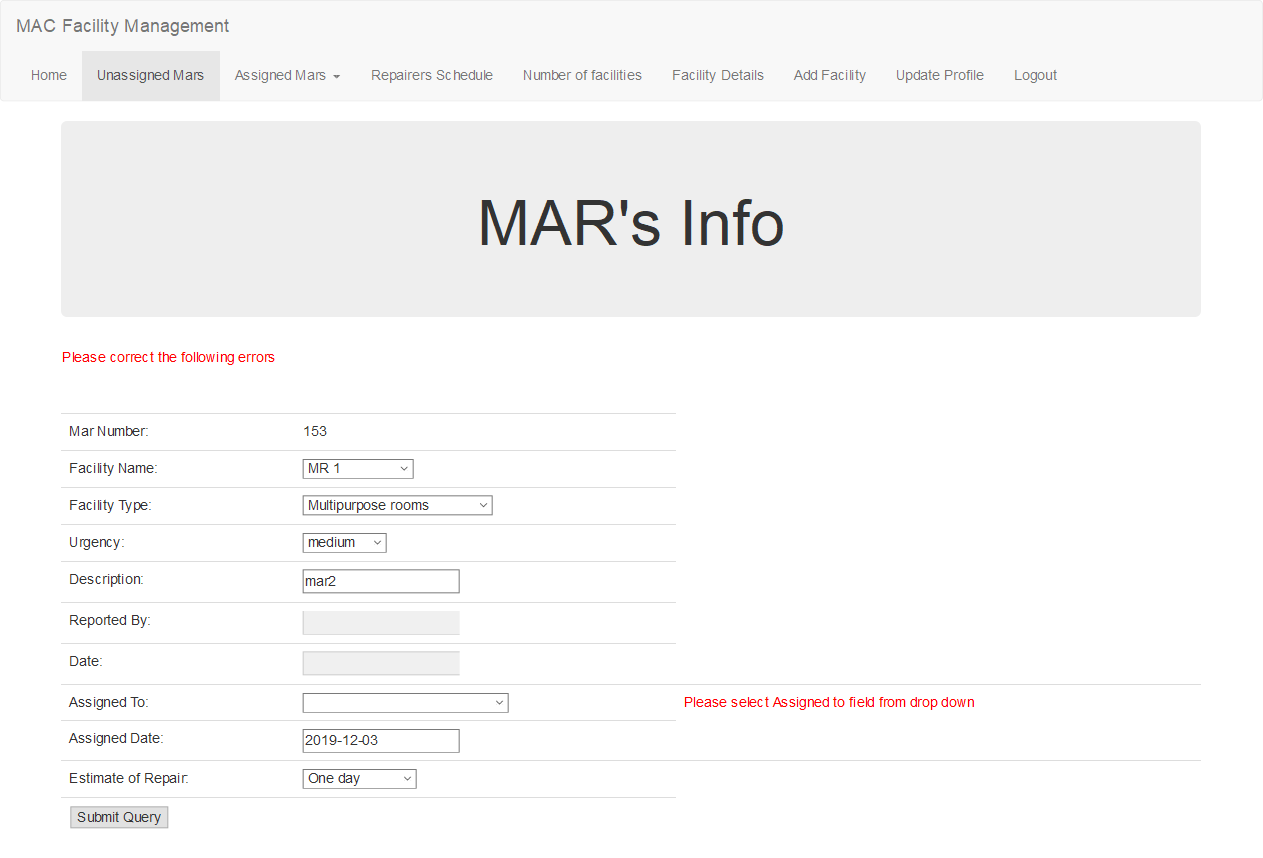 MAC Facility Management
Home Unassigned Mars Assigned Mars Repairers Schedule Number of facilities Facility Details Add Facility Update Profile Logout
MAR's Info
Please correct the following errors
Mar Number: 153
Facility Name: MR 1
Facility Type: Multipurpose rooms
Urgency: medium
Description: mar2
Reported By:
Date:
Assigned To: Please select Assigned to field from drop down
Assigned Date: 2019-12-03
Estimate of Repair: One day
Submit Query